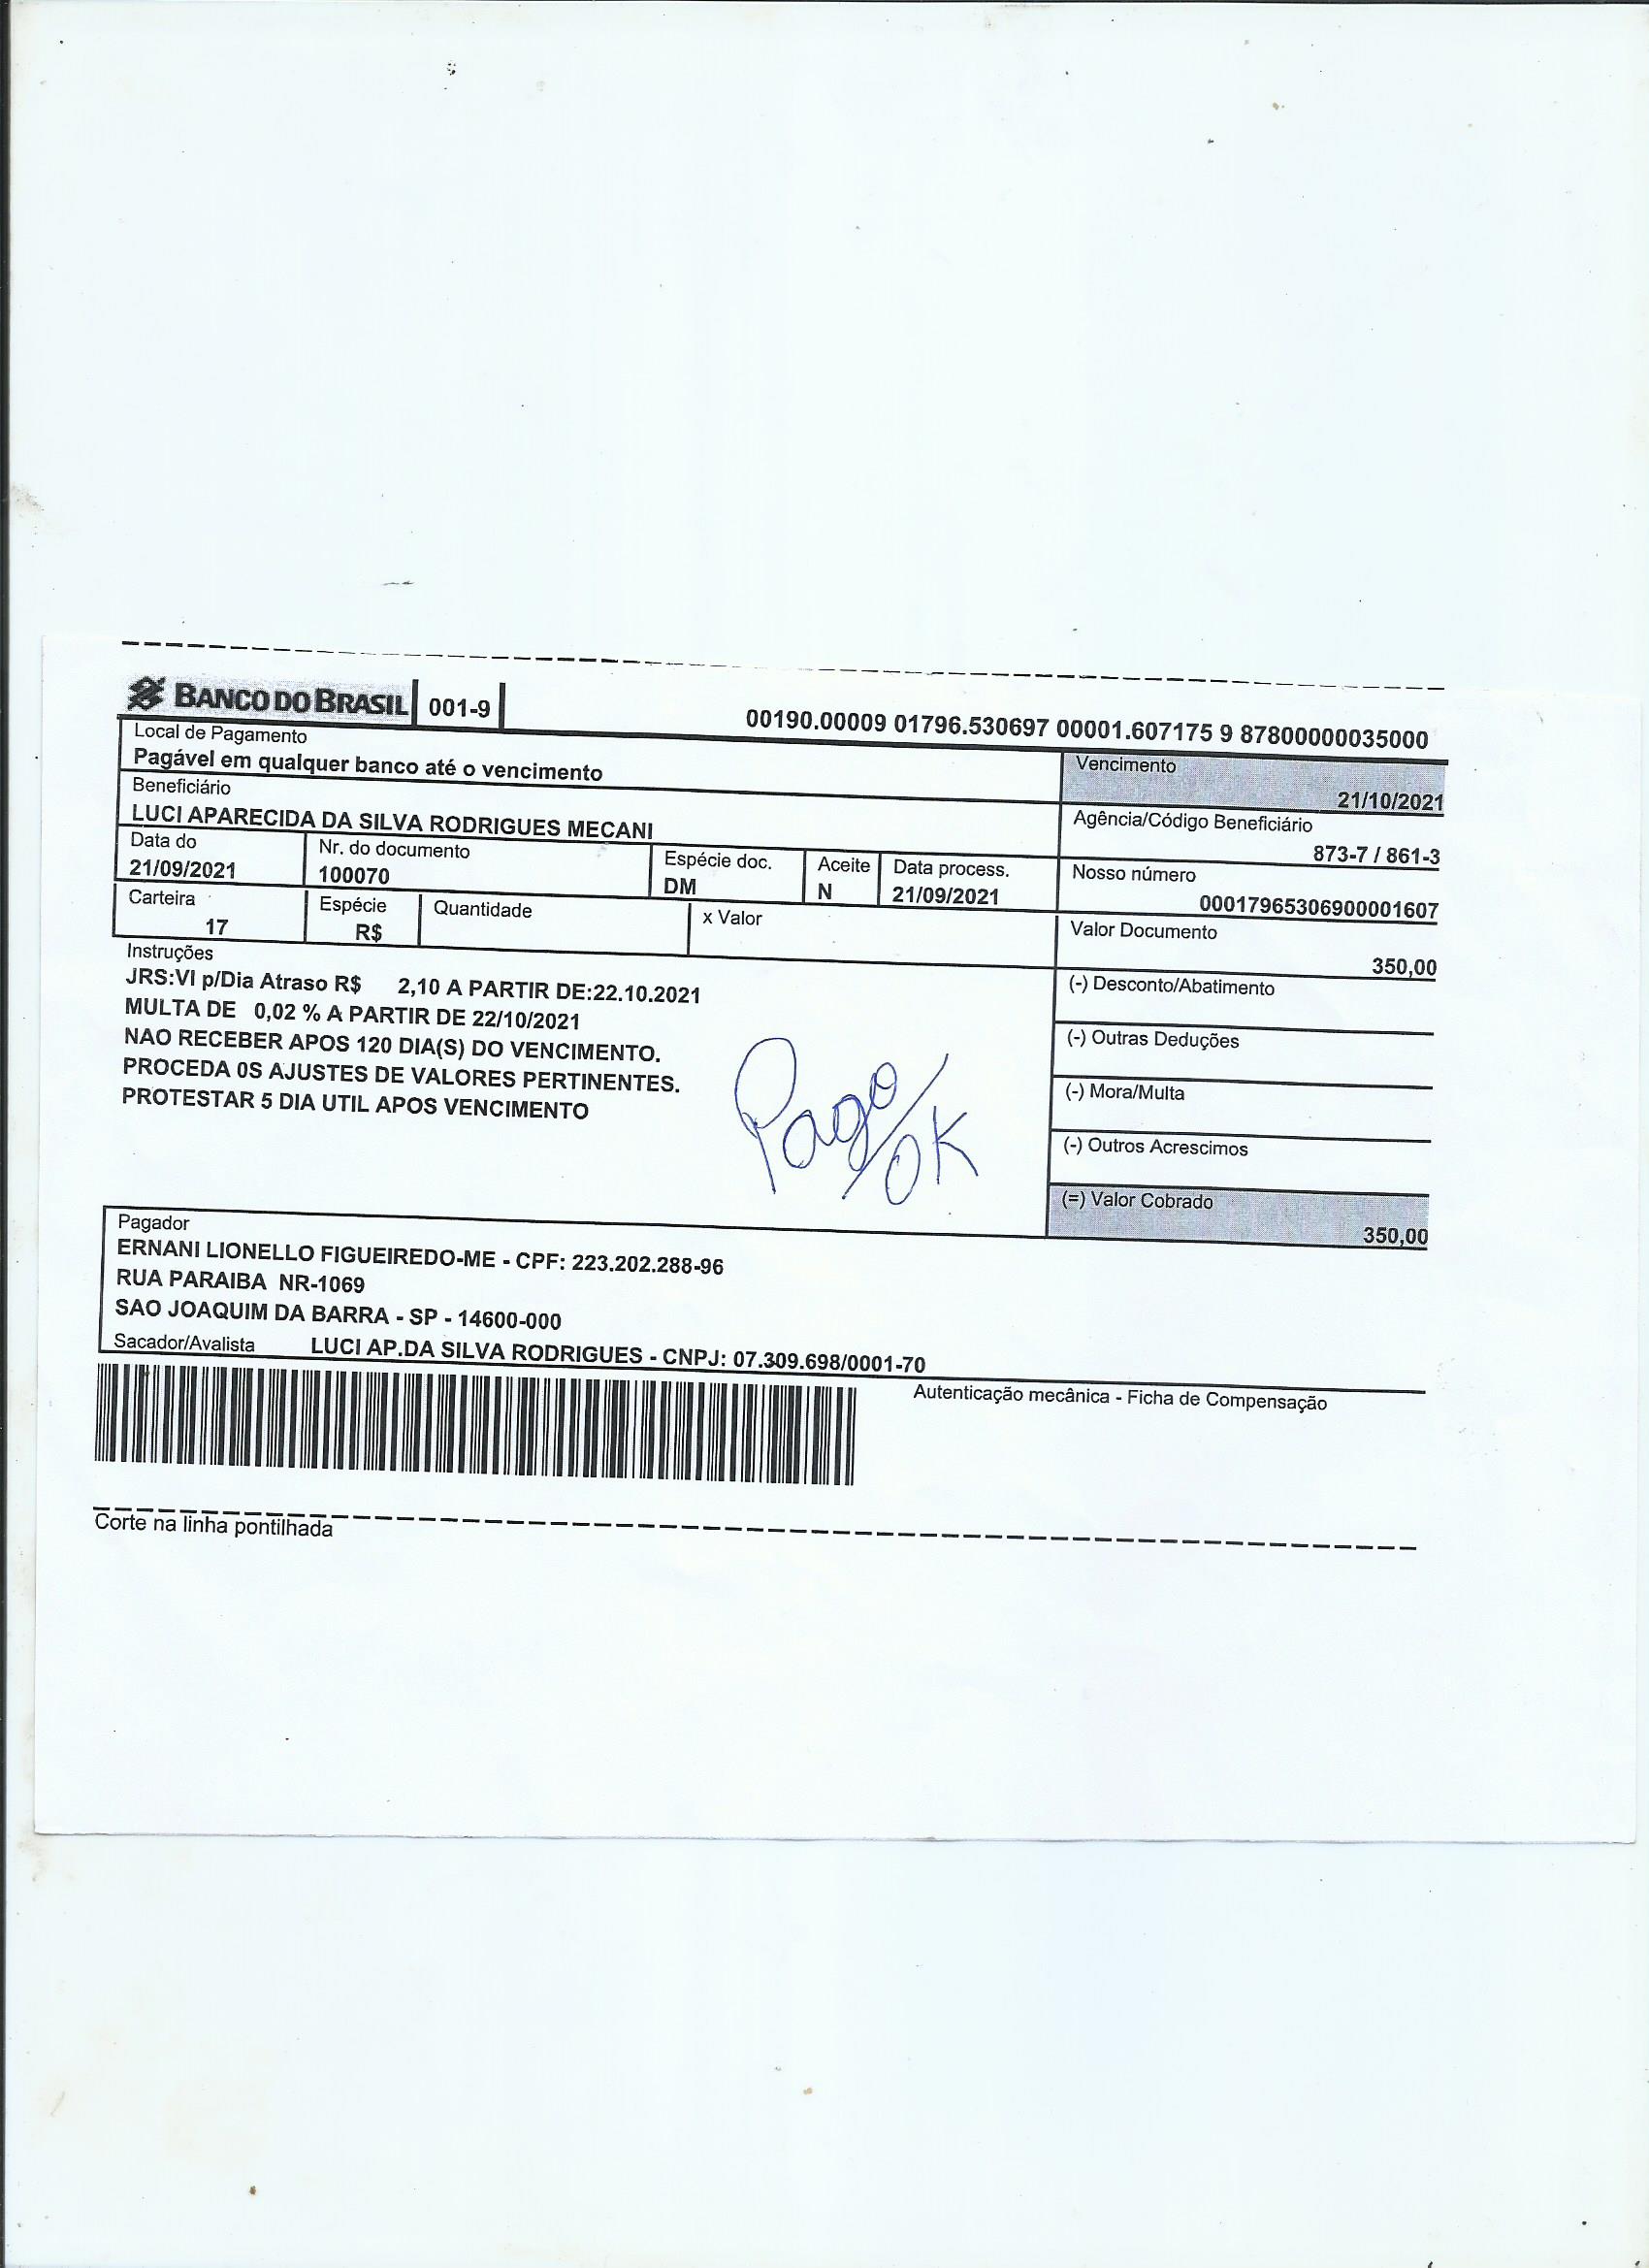 BANCO DO BRASIL 001-9 00190.00009 01796.530697 00001.607175 9 87800000035000
Local de Pagamento
Pagável em qualquer banco até o vencimento
Vencimento
21/10/2021
Beneficiário
LUCI APARECIDA DA SILVA RODRIGUES MECANI
Agência/Código Beneficiário
873-7 / 861-3
Data do
21/09/2021
Nr. do documento
100070
Espécie doc.
DM
Aceite
N
Data process.
21/09/2021
Nosso número
00017965306900001607
Carteira
17
Espécie
R$
Quantidade
x Valor
Valor Documento
350,00
Instruções
JRS:VI p/Dia Atraso R$ 2,10 A PARTIR DE:22.10.2021
MULTA DE 0,02 % A PARTIR DE 22/10/2021
NAO RECEBER APOS 120 DIA(S) DO VENCIMENTO.
PROCEDA 0S AJUSTES DE VALORES PERTINENTES.
PROTESTAR 5 DIA UTIL APOS VENCIMENTO
Pago/OK
(-) Desconto/Abatimento
(-) Outras Deduções
(-) Mora/Multa
(-) Outros Acrescimos
(=) Valor Cobrado
350,00
Pagador
ERNANI LIONELLO FIGUEIREDO-ME - CPF: 223.202.288-96
RUA PARAIBA NR-1069
SAO JOAQUIM DA BARRA - SP - 14600-000
Sacador/Avalista LUCI AP.DA SILVA RODRIGUES - CNPJ: 07.309.698/0001-70
Autenticação mecânica - Ficha de Compensação
Corte na linha pontilhada